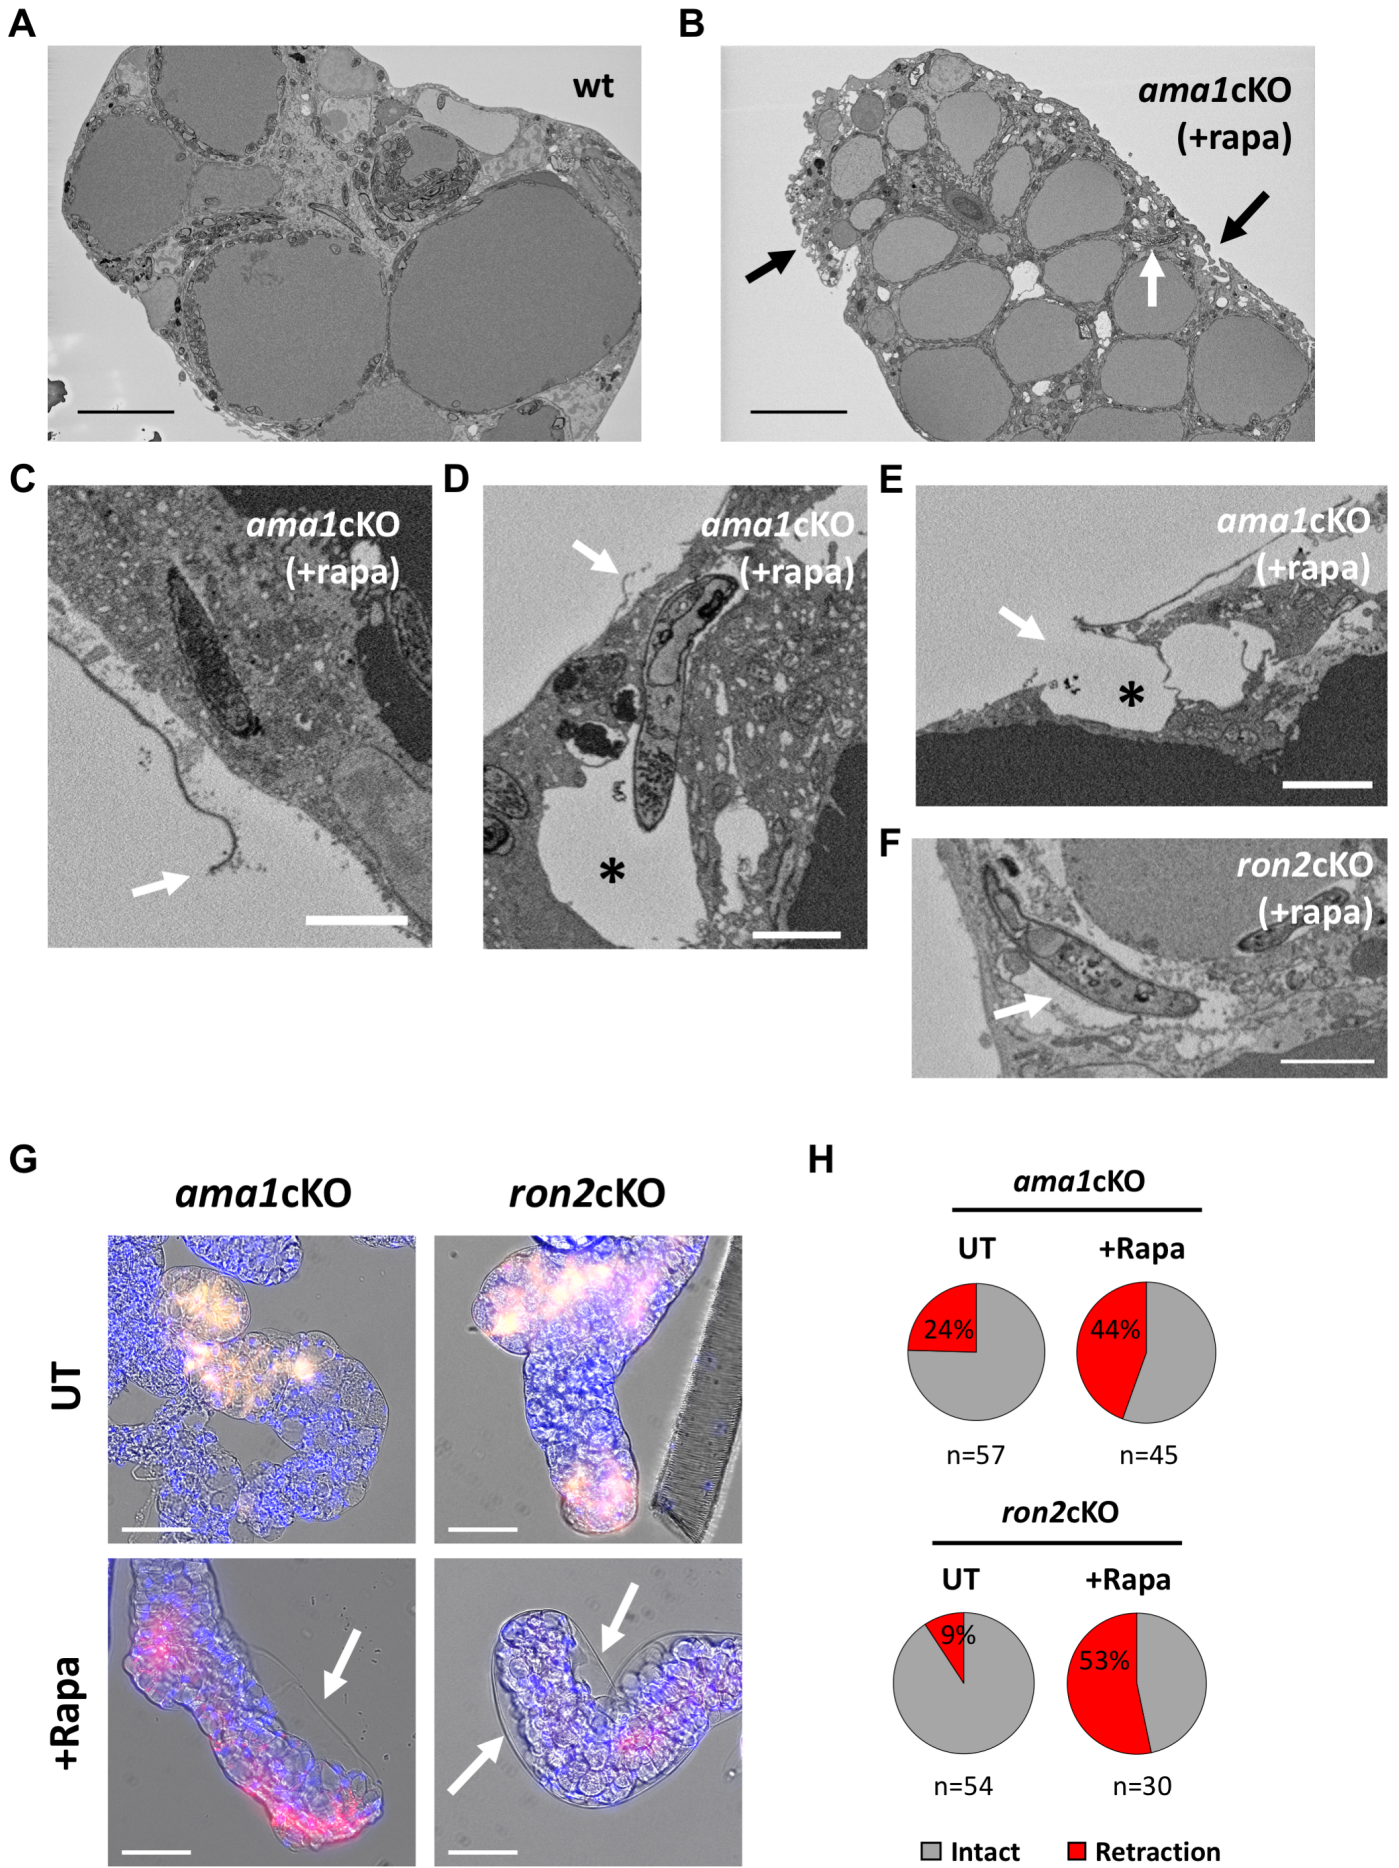 A
wt
B
ama1cKO
(+rapa)
C
ama1cKO
(+rapa)
D
ama1cKO
(+rapa)
*
E
ama1cKO
(+rapa)
*
F
ron2cKO
(+rapa)
G
ama1cKO
ron2cKO
UT
+Rapa
H
ama1cKO
UT
+Rapa
24%
44%
n=57
n=45
ron2cKO
UT
+Rapa
9%
53%
n=54
n=30
Intact
Retraction